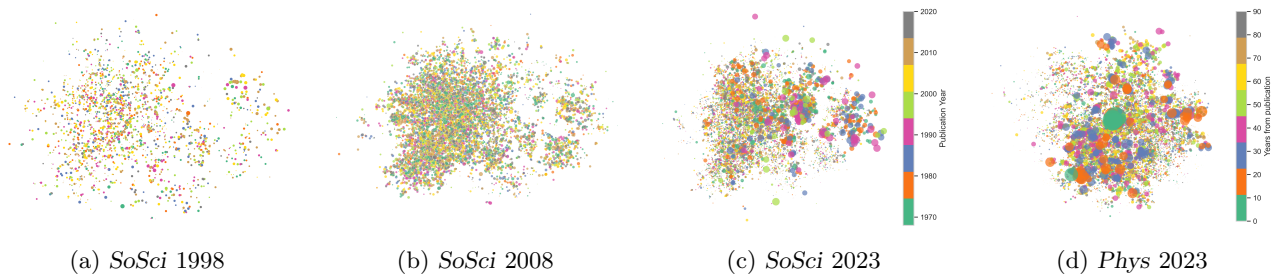 2020
2010
2000
1990
1980
1970
Publication Year
90
80
70
60
50
40
30
20
10
0
Years from publication
(a) SoSci 1998
(b) SoSci 2008
(c) SoSci 2023
(d) Phys 2023